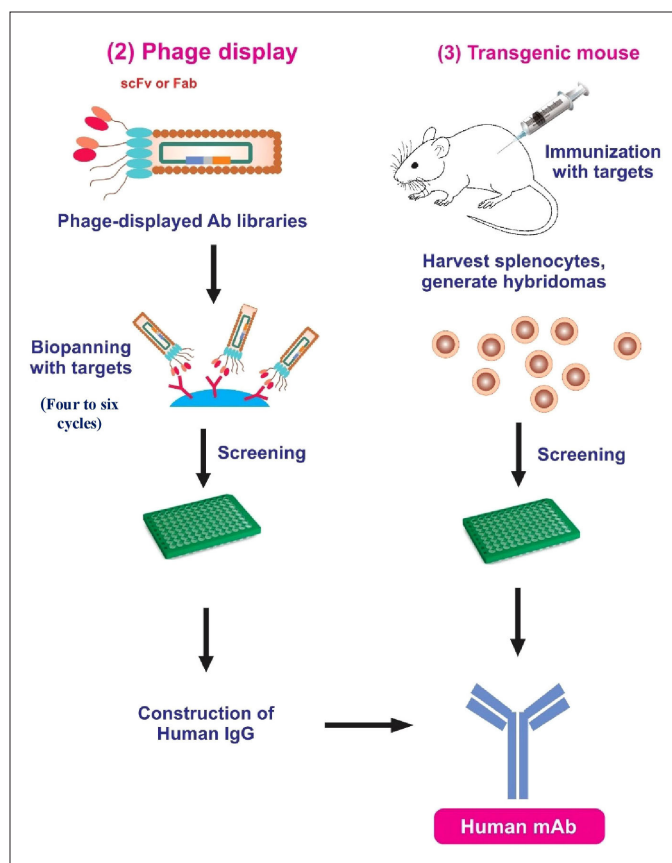 (2) Phage display
scFv or Fab
Phage-displayed Ab libraries
Biopanning
with targets
(Four to six
cycles)
Screening
Construction of
Human IgG
(3) Transgenic mouse
Immunization
with targets
Harvest splenocytes,
generate hybridomas
Screening
Human mAb